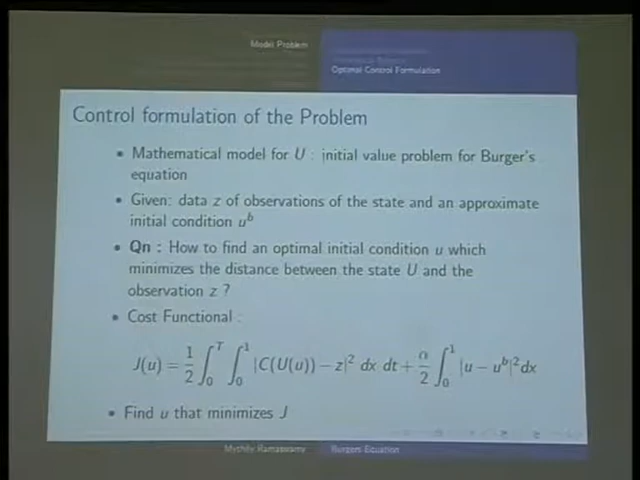 Model Problem
Optimal Control Formulation
Control formulation of the Problem
• Mathematical model for U : initial value problem for Burger's
equation
• Given: data z of observations of the state and an approximate
initial condition u^b
• Qn : How to find an optimal initial condition u which
minimizes the distance between the state U and the
observation z ?
• Cost Functional :
J(u) = 1/2 ∫_0^T ∫_0^1 |C(U(u)) − z|² dx dt + α/2 ∫_0^1 |u − u^b|² dx
• Find u that minimizes J
Mythily Ramaswamy Burgers Equation